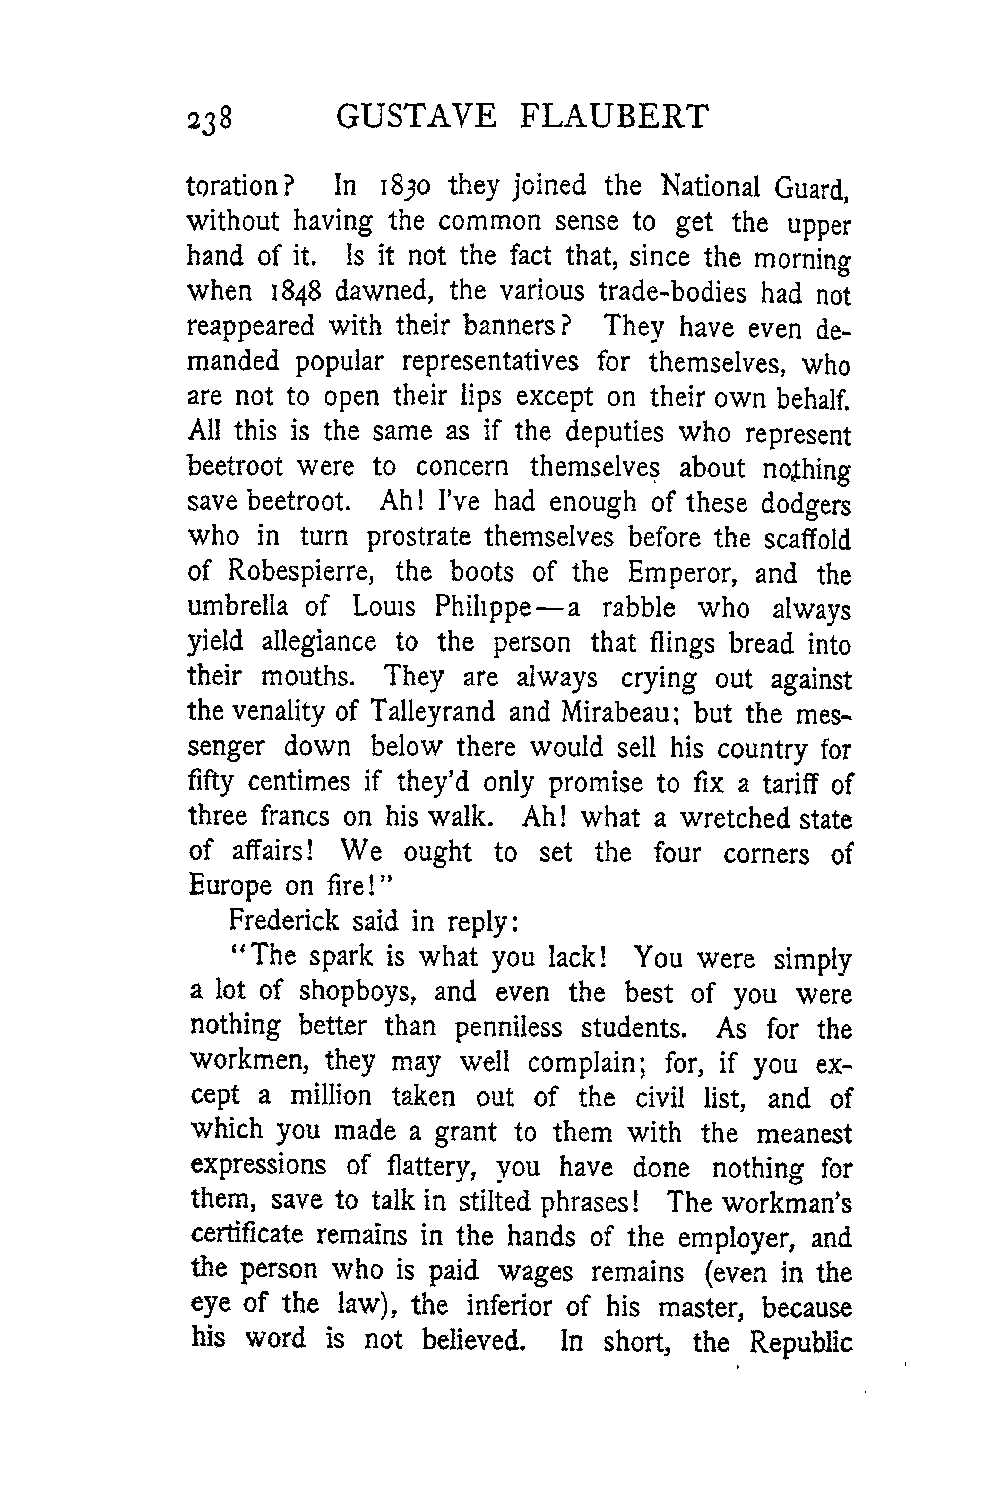 238 GUSTAVE FLAUBERT
toration? In 1830 they joined the National Guard,
without having the common sense to get the upper
hand of it. Is it not the fact that, since the morning
when 1848 dawned, the various trade-bodies had not
reappeared with their banners? They have even de-
manded popular representatives for themselves, who
are not to open their lips except on their own behalf.
All this is the same as if the deputies who represent
beetroot were to concern themselves about nothing
save beetroot. Ah! I've had enough of these dodgers
who in turn prostrate themselves before the scaffold
of Robespierre, the boots of the Emperor, and the
umbrella of Louis Philippe—a rabble who always
yield allegiance to the person that flings bread into
their mouths. They are always crying out against
the venality of Talleyrand and Mirabeau; but the mes-
senger down below there would sell his country for
fifty centimes if they'd only promise to fix a tariff of
three francs on his walk. Ah! what a wretched state
of affairs! We ought to set the four corners of
Europe on fire!"
Frederick said in reply:
"The spark is what you lack! You were simply
a lot of shopboys, and even the best of you were
nothing better than penniless students. As for the
workmen, they may well complain; for, if you ex-
cept a million taken out of the civil list, and of
which you made a grant to them with the meanest
expressions of flattery, you have done nothing for
them, save to talk in stilted phrases! The workman's
certificate remains in the hands of the employer, and
the person who is paid wages remains (even in the
eye of the law), the inferior of his master, because
his word is not believed. In short, the Republic